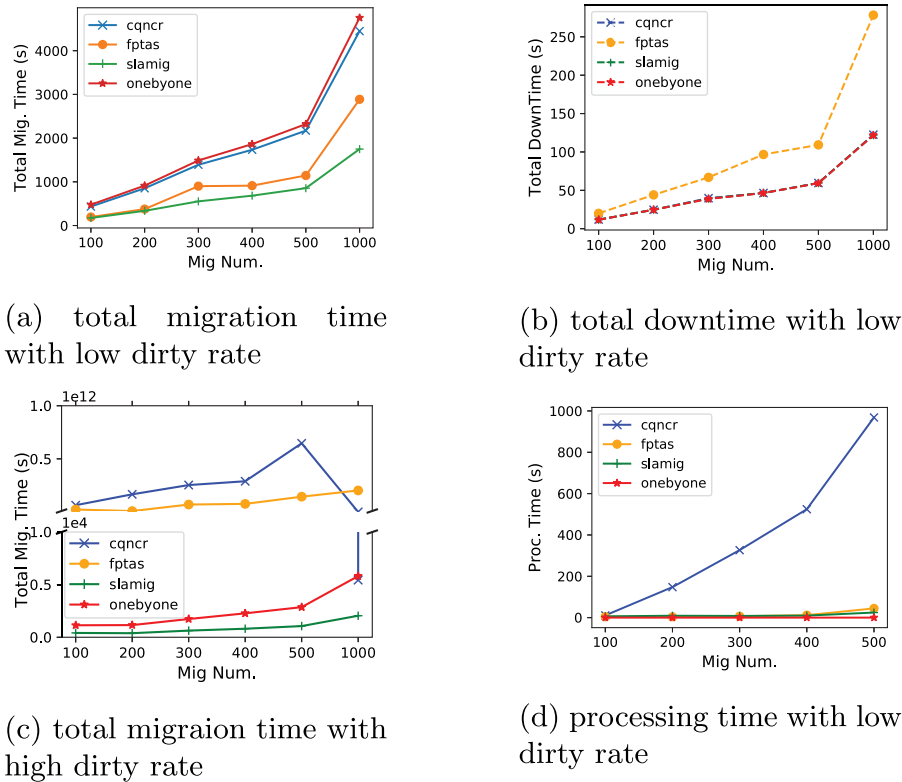 4000
3000
2000
1000
0
Total Mig. Time (s)
cqncr
fptas
slamig
onebyone
100 200 300 400 500 1000
Mig Num.
(a) total migration time
with low dirty rate
250
200
150
100
50
0
Total DownTime (s)
cqncr
fptas
slamig
onebyone
100 200 300 400 500 1000
Mig Num.
(b) total downtime with low
dirty rate
1e12
1.0
0.5
1e4
1.0
0.5
0.0
Total Mig. Time (s)
cqncr
fptas
slamig
onebyone
100 200 300 400 500 1000
Mig Num.
(c) total migraion time with
high dirty rate
1000
800
600
400
200
0
Proc. Time (s)
cqncr
fptas
slamig
onebyone
100 200 300 400 500
Mig Num.
(d) processing time with low
dirty rate